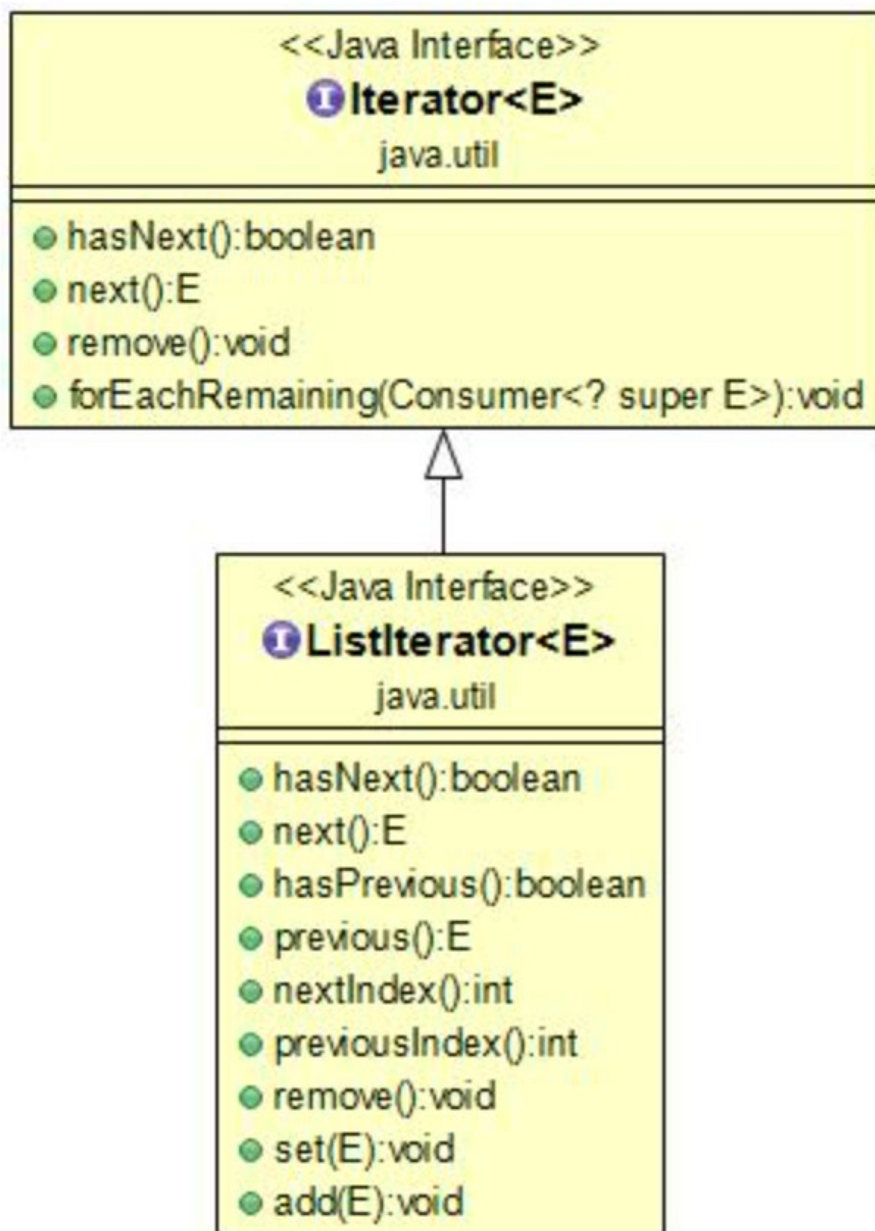 <<Java Interface>>
I Iterator<E>
java.util
hasNext():boolean
next():E
remove():void
forEachRemaining(Consumer<? super E>):void
<<Java Interface>>
I ListIterator<E>
java.util
hasNext():boolean
next():E
hasPrevious():boolean
previous():E
nextIndex():int
previousIndex():int
remove():void
set(E):void
add(E):void